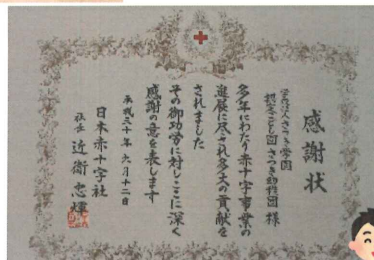 感謝状
学校法人さつき学園
認定こども園さつき幼稚園 様
多年にわたり赤十字事業の
進展に尽され多大の貢献を
されました
その御功労に対しここに深く
感謝の意を表します
平成三十年 六月十二日
日本赤十字社
社長 近衞忠煇